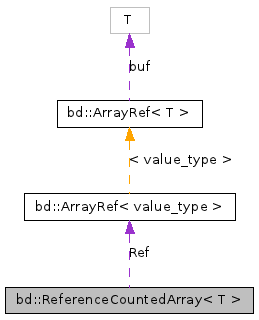 T
buf
bd::ArrayRef< T >
< value_type >
bd::ArrayRef< value_type >
Ref
bd::ReferenceCountedArray< T >